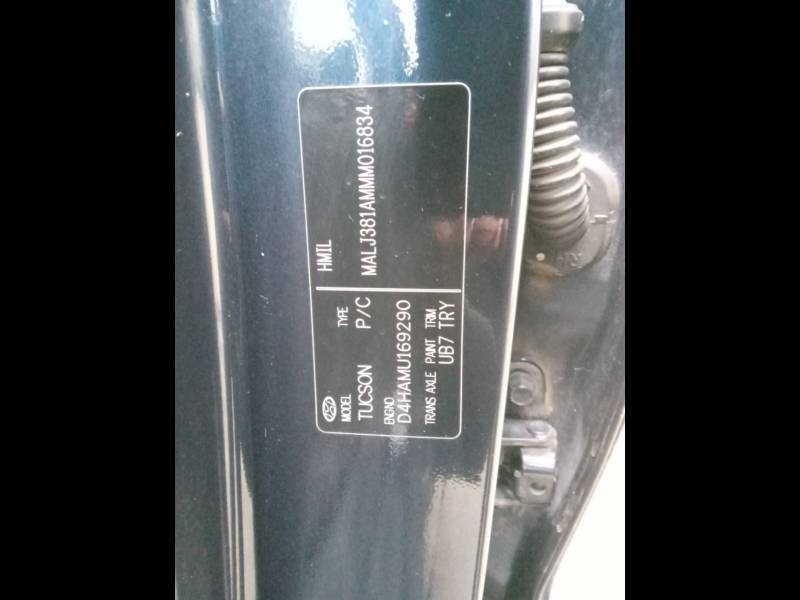 HMIL
MALJ381AMMM016834
MODEL TYPE
TUCSON P/C
ENGNO
D4HAMU169290
TRANS AXLE PAINT TRIM
UB7 TRY